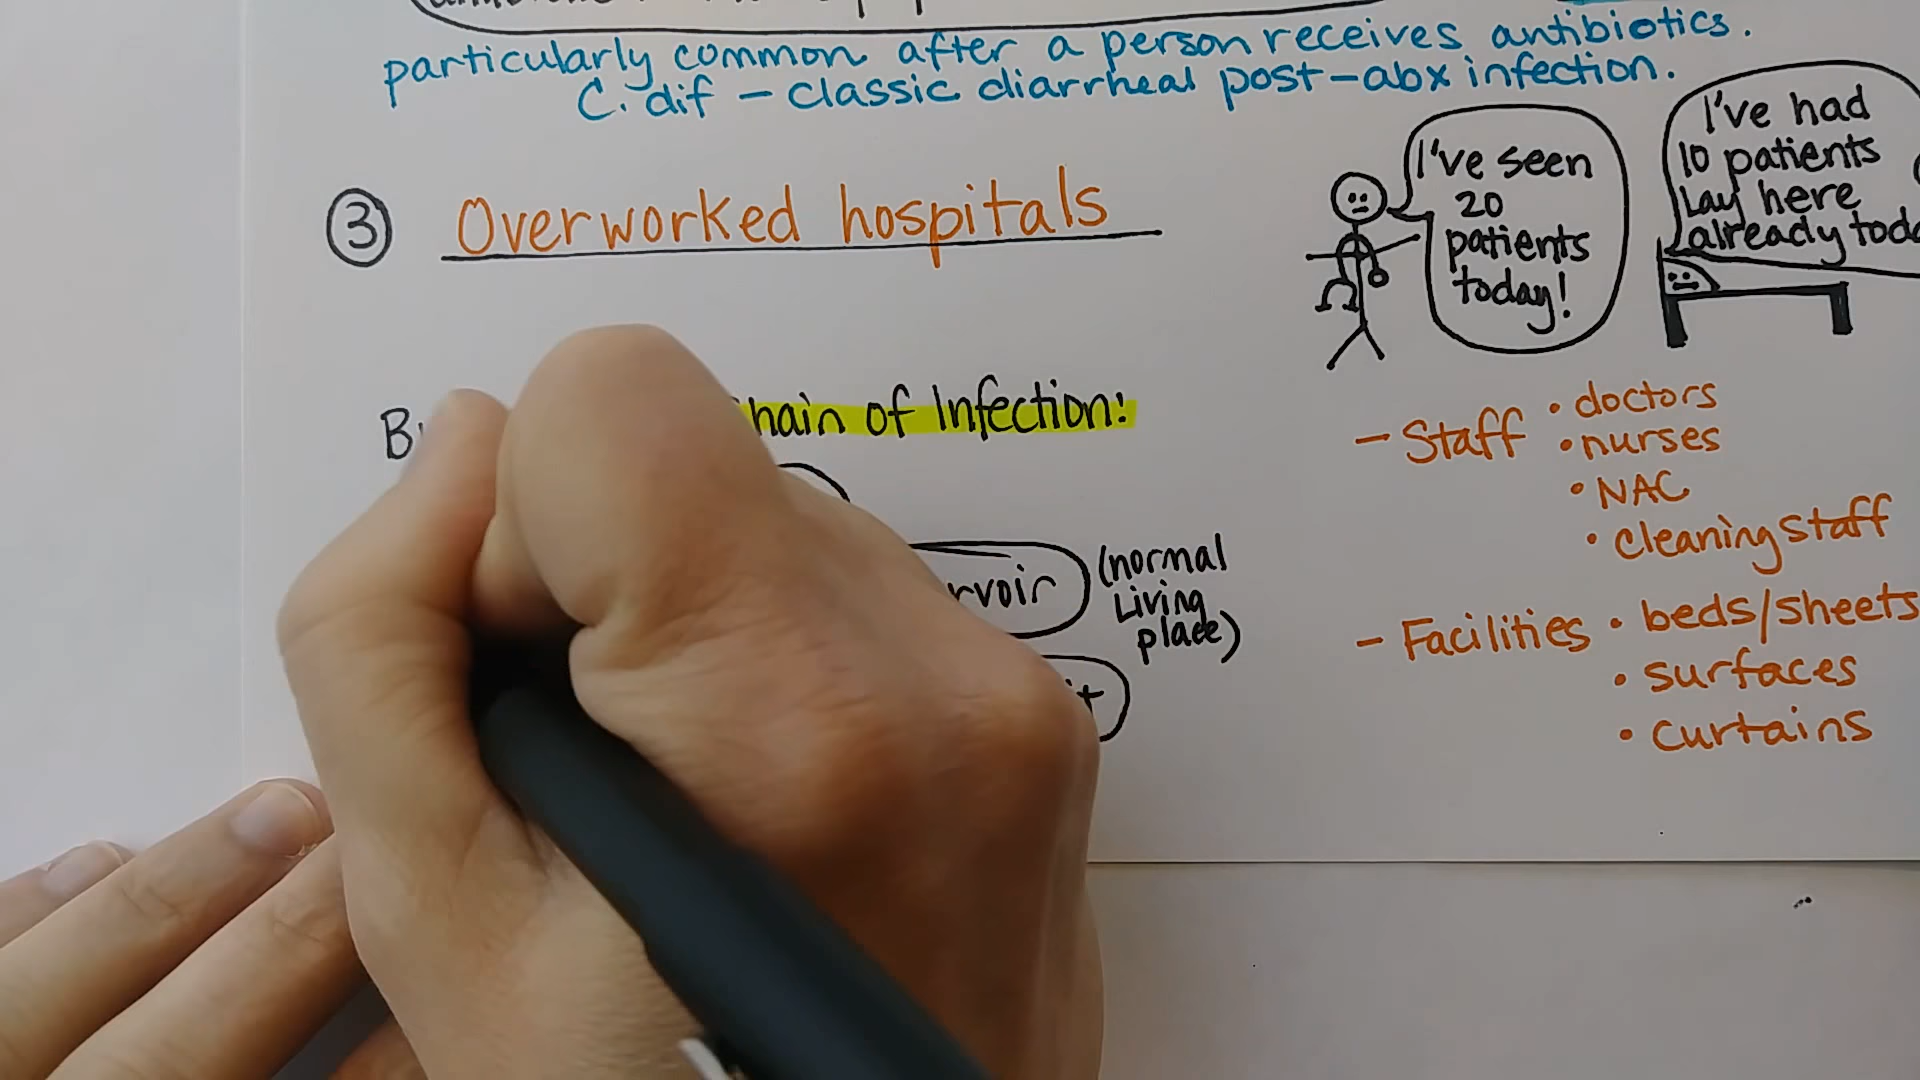 particularly common after a person receives antibiotics.
C. dif - classic diarrheal post-abx infection.
③ Overworked hospitals
I've seen
20
patients
today!
I've had
10 patients
lay here
already
- Staff • doctors
• nurses
• NAC
• cleaning staff
- Facilities • beds/sheets
• surfaces
• curtains
of Infection:
(normal
living
place)